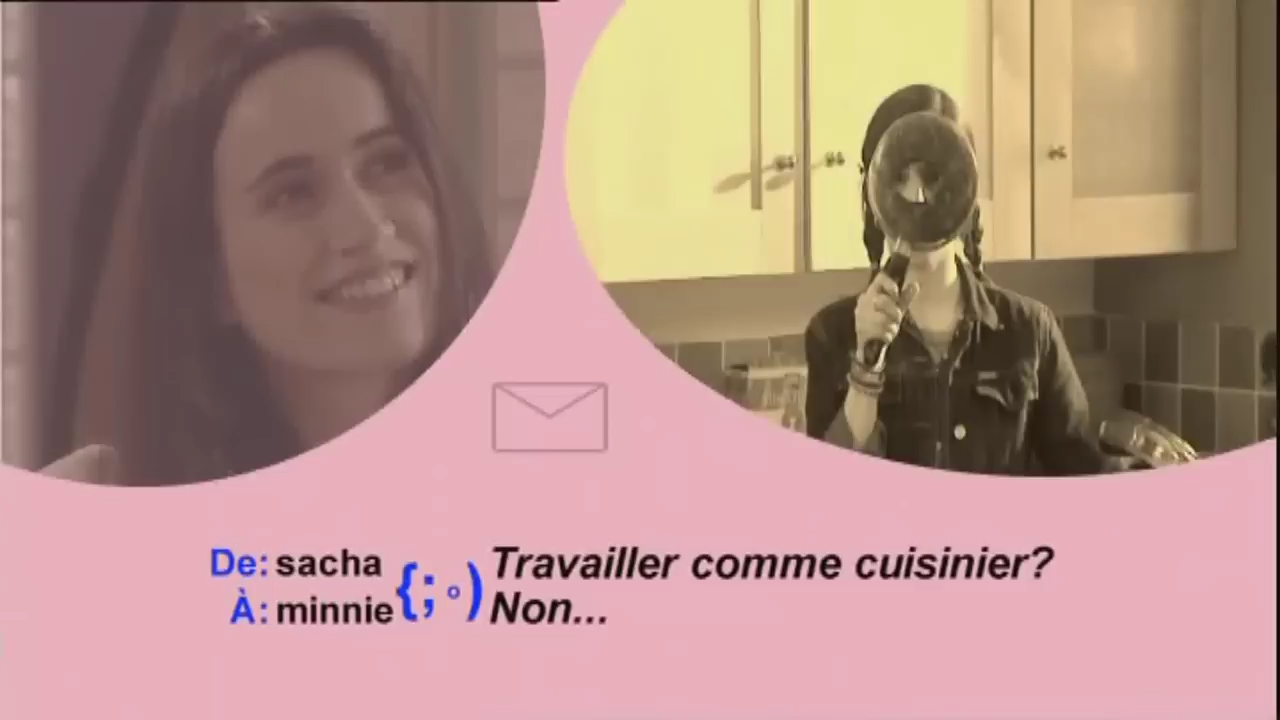 De: sacha
À: minnie
{; °)
Travailler comme cuisinier?
Non...